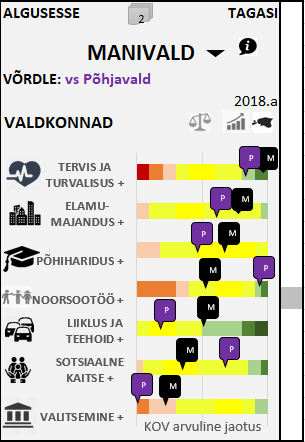 ALGUSESSE 2 TAGASI
MANIVALD i
VÕRDLE: vs Põhjavald
2018.a
VALDKONNAD
P M
TERVIS JA
TURVALISUS +
P M
ELAMU-
MAJANDUS +
P M
PÕHIHARIDUS +
M P
NOORSOOTÖÖ +
P M
LIIKLUS JA
TEEHOID +
M P
SOTSIAALNE
KAITSE +
P M
VALITSEMINE +
KOV arvuline jaotus